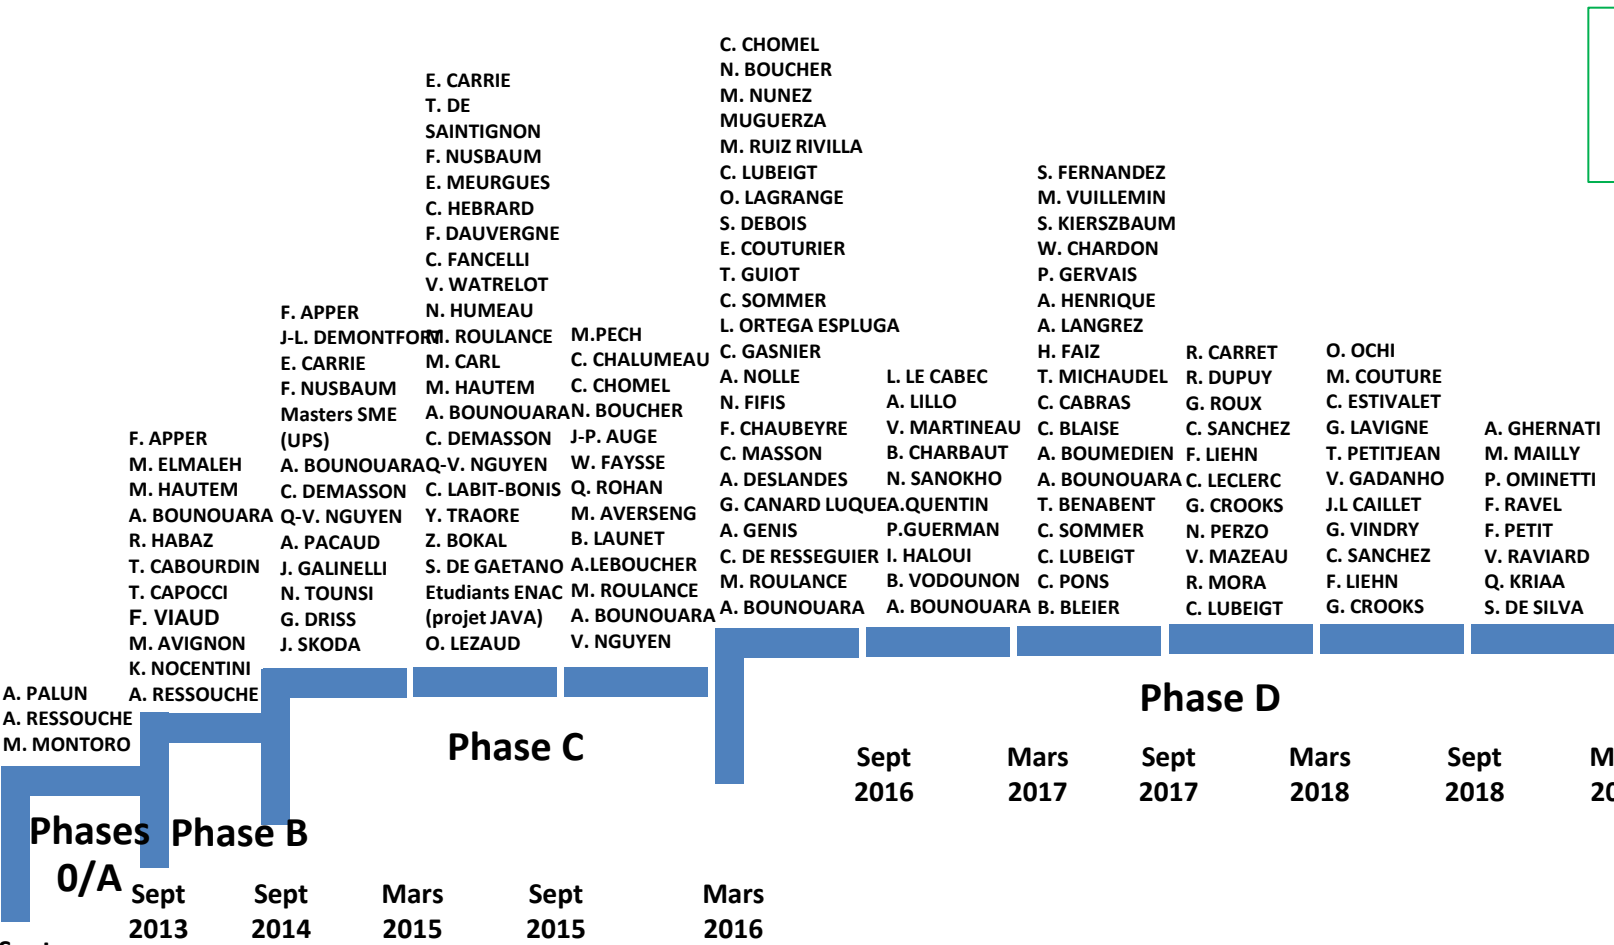 A. PALUN
A. RESSOUCHE
M. MONTORO
F. APPER
M. ELMALEH
M. HAUTEM
A. BOUNOUARA
R. HABAZ
T. CABOURDIN
T. CAPOCCI
F. VIAUD
M. AVIGNON
K. NOCENTINI
A. RESSOUCHE
F. APPER
J-L. DEMONTFORT
E. CARRIE
F. NUSBAUM
Masters SME
(UPS)
A. BOUNOUARA
C. DEMASSON
Q-V. NGUYEN
A. PACAUD
J. GALINELLI
N. TOUNSI
G. DRISS
J. SKODA
E. CARRIE
T. DE
SAINTIGNON
F. NUSBAUM
E. MEURGUES
C. HEBRARD
F. DAUVERGNE
C. FANCELLI
V. WATRELOT
N. HUMEAU
M. ROULANCE
M. CARL
M. HAUTEM
A. BOUNOUARA
C. DEMASSON
Q-V. NGUYEN
C. LABIT-BONIS
Y. TRAORE
Z. BOKAL
S. DE GAETANO
Etudiants ENAC
(projet JAVA)
O. LEZAUD
M.PECH
C. CHALUMEAU
C. CHOMEL
N. BOUCHER
J-P. AUGE
W. FAYSSE
Q. ROHAN
M. AVERSENG
B. LAUNET
A.LEBOUCHER
M. ROULANCE
A. BOUNOUARA
V. NGUYEN
C. CHOMEL
N. BOUCHER
M. NUNEZ
MUGUERZA
M. RUIZ RIVILLA
C. LUBEIGT
O. LAGRANGE
S. DEBOIS
E. COUTURIER
T. GUIOT
C. SOMMER
L. ORTEGA ESPLUGA
C. GASNIER
A. NOLLE
N. FIFIS
F. CHAUBEYRE
C. MASSON
A. DESLANDES
G. CANARD LUQUE
A. GENIS
C. DE RESSEGUIER
M. ROULANCE
A. BOUNOUARA
L. LE CABEC
A. LILLO
V. MARTINEAU
B. CHARBAUT
N. SANOKHO
A.QUENTIN
P.GUERMAN
I. HALOUI
B. VODOUNON
A. BOUNOUARA
S. FERNANDEZ
M. VUILLEMIN
S. KIERSZBAUM
W. CHARDON
P. GERVAIS
A. HENRIQUE
A. LANGREZ
H. FAIZ
T. MICHAUDEL
C. CABRAS
C. BLAISE
A. BOUMEDIEN
A. BOUNOUARA
T. BENABENT
C. SOMMER
C. LUBEIGT
C. PONS
B. BLEIER
R. CARRET
R. DUPUY
G. ROUX
C. SANCHEZ
F. LIEHN
C. LECLERC
G. CROOKS
N. PERZO
V. MAZEAU
R. MORA
C. LUBEIGT
O. OCHI
M. COUTURE
C. ESTIVALET
G. LAVIGNE
T. PETITJEAN
V. GADANHO
J.L CAILLET
G. VINDRY
C. SANCHEZ
F. LIEHN
G. CROOKS
A. GHERNATI
M. MAILLY
P. OMINETTI
F. RAVEL
F. PETIT
V. RAVIARD
Q. KRIAA
S. DE SILVA
Phases
0/A
Phase B
Phase C
Phase D
Sept
2013
Sept
2014
Mars
2015
Sept
2015
Mars
2016
Sept
2016
Mars
2017
Sept
2017
Mars
2018
Sept
2018